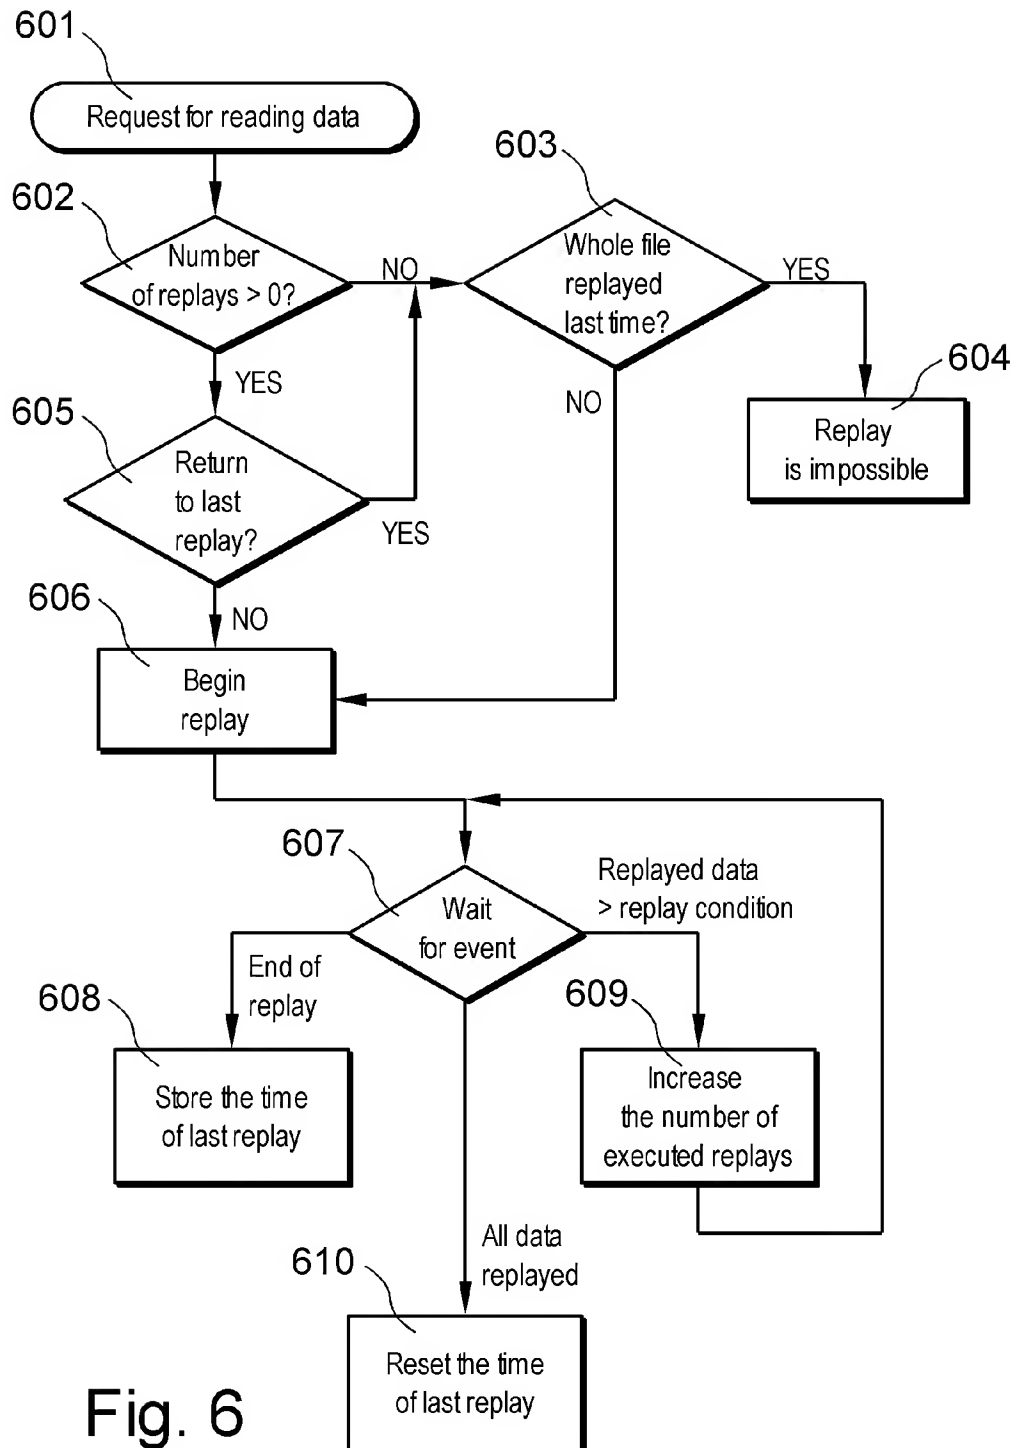 601
Request for reading data
602
Number
of replays > 0?
NO
603
Whole file
replayed
last time?
YES
604
Replay
is impossible
YES
NO
605
Return
to last
replay?
YES
606
NO
Begin
replay
607
Wait
for event
Replayed data
> replay condition
End of
replay
608
Store the time
of last replay
609
Increase
the number of
executed replays
All data
replayed
610
Reset the time
of last replay
Fig. 6